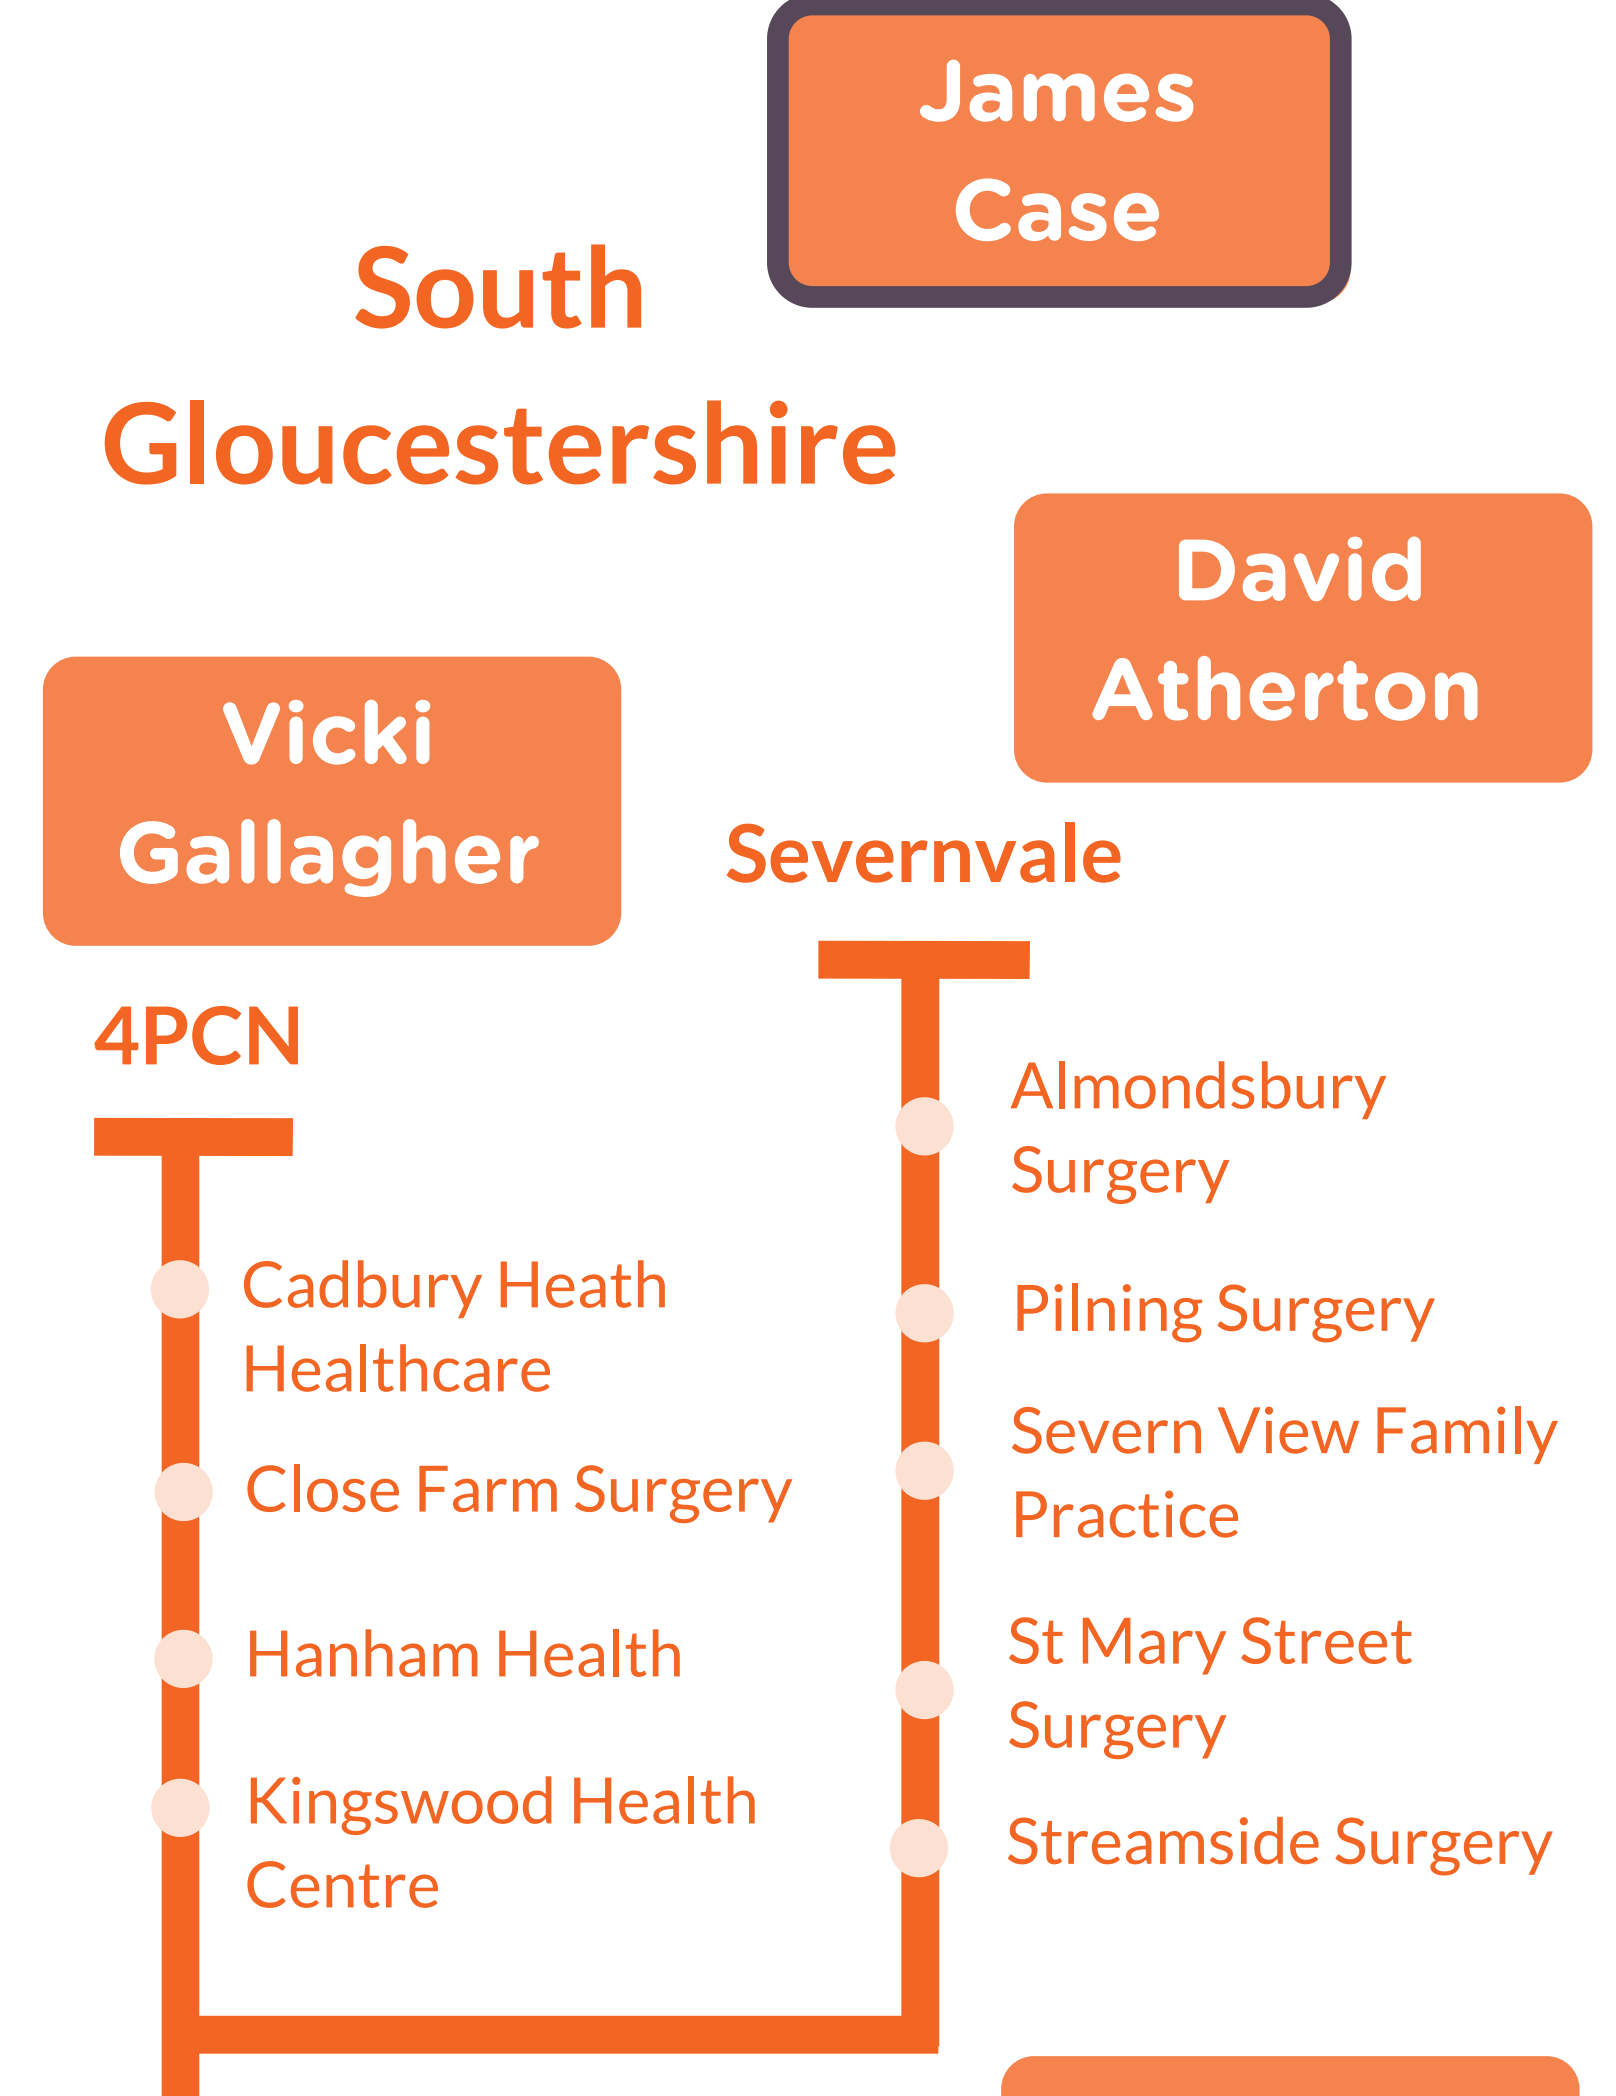 James
Case
South
Gloucestershire
David
Atherton
Vicki
Gallagher
Severnvale
4PCN
Almondsbury
Surgery
Pilning Surgery
Severn View Family
Practice
St Mary Street
Surgery
Streamside Surgery
Cadbury Heath
Healthcare
Close Farm Surgery
Hanham Health
Kingswood Health
Centre